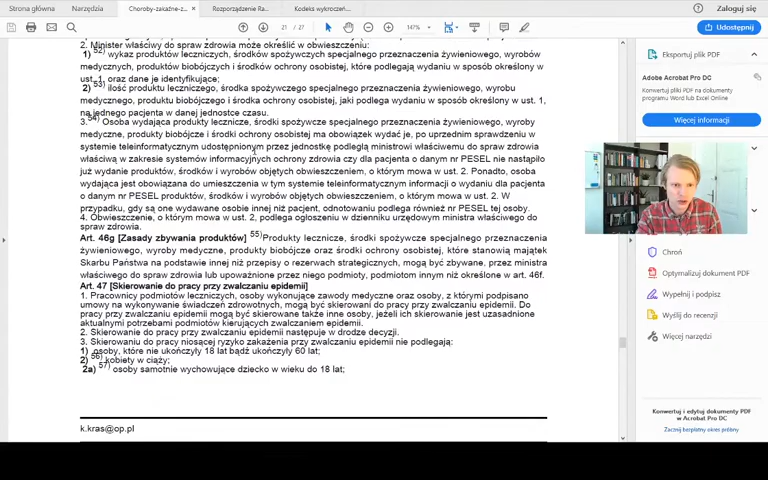 Strona główna Narzędzia Choroby-zakaźne-z... × Rozporządzenie Ra... Kodeks wykroczeń... Zaloguj się
21 / 27 147% Udostępnij
2. Minister właściwy do spraw zdrowia może określić w obwieszczeniu:
1) 52) wykaz produktów leczniczych, środków spożywczych specjalnego przeznaczenia żywieniowego, wyrobów
medycznych, produktów biobójczych i środków ochrony osobistej, które podlegają wydaniu w sposób określony w
ust. 1, oraz dane je identyfikujące;
2) 53) ilość produktu leczniczego, środka spożywczego specjalnego przeznaczenia żywieniowego, wyrobu
medycznego, produktu biobójczego i środka ochrony osobistej, jaki podlega wydaniu w sposób określony w ust. 1,
na jednego pacjenta w danej jednostce czasu.
3. 54) Osoba wydająca produkty lecznicze, środki spożywcze specjalnego przeznaczenia żywieniowego, wyroby
medyczne, produkty biobójcze i środki ochrony osobistej ma obowiązek wydać je, po uprzednim sprawdzeniu w
systemie teleinformatycznym udostępnionym przez jednostkę podległą ministrowi właściwemu do spraw zdrowia
właściwą w zakresie systemów informacyjnych ochrony zdrowia czy dla pacjenta o danym nr PESEL nie nastąpiło
już wydanie produktów, środków i wyrobów objętych obwieszczeniem, o którym mowa w ust. 2. Ponadto, osoba
wydająca jest obowiązana do umieszczenia w tym systemie teleinformatycznym informacji o wydaniu dla pacjenta
o danym nr PESEL produktów, środków i wyrobów objętych obwieszczeniem, o którym mowa w ust. 2. W
przypadku, gdy są one wydawane osobie innej niż pacjent, odnotowaniu podlega również nr PESEL tej osoby.
4. Obwieszczenie, o którym mowa w ust. 2, podlega ogłoszeniu w dzienniku urzędowym ministra właściwego do
spraw zdrowia.
Art. 46g [Zasady zbywania produktów] 55) Produkty lecznicze, środki spożywcze specjalnego przeznaczenia
żywieniowego, wyroby medyczne, produkty biobójcze oraz środki ochrony osobistej, które stanowią majątek
Skarbu Państwa na podstawie innej niż przepisy o rezerwach strategicznych, mogą być zbywane, przez ministra
właściwego do spraw zdrowia lub upoważnione przez niego podmioty, podmiotom innym niż określone w art. 46f.
Art. 47 [Skierowanie do pracy przy zwalczaniu epidemii]
1. Pracownicy podmiotów leczniczych, osoby wykonujące zawody medyczne oraz osoby, z którymi podpisano
umowy na wykonywanie świadczeń zdrowotnych, mogą być skierowani do pracy przy zwalczaniu epidemii. Do
pracy przy zwalczaniu epidemii mogą być skierowane także inne osoby, jeżeli ich skierowanie jest uzasadnione
aktualnymi potrzebami podmiotów kierujących zwalczaniem epidemii.
2. Skierowanie do pracy przy zwalczaniu epidemii następuje w drodze decyzji.
3. Skierowaniu do pracy niosącej ryzyko zakażenia przy zwalczaniu epidemii nie podlegają:
1) osoby, które nie ukończyły 18 lat bądź ukończyły 60 lat;
2) 56) kobiety w ciąży;
2a) 57) osoby samotnie wychowujące dziecko w wieku do 18 lat;
k.kras@op.pl
Eksportuj plik PDF
Adobe Acrobat Pro DC
Konwertuj pliki PDF na dokumenty
programu Word lub Excel Online
Więcej informacji
Chroń
Optymalizuj dokument PDF
Wypełnij i podpisz
Wyślij do recenzji
Więcej narzędzi
Konwertuj i edytuj dokumenty PDF
w Acrobat Pro DC
Zacznij bezpłatny okres próbny